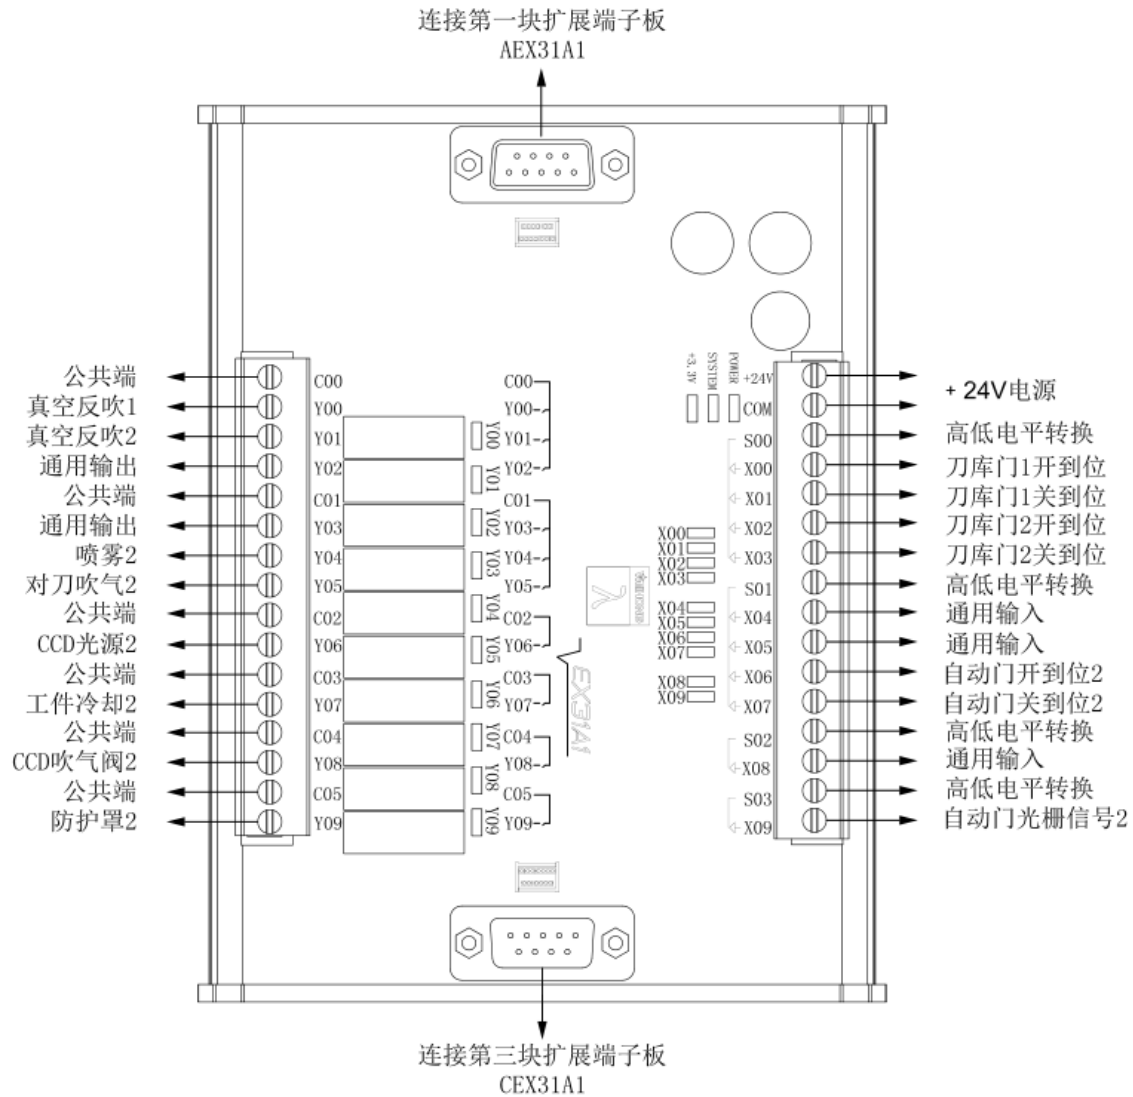 连接第一块扩展端子板
AEX31A1
公共端
真空反吹1
真空反吹2
通用输出
公共端
通用输出
喷雾2
对刀吹气2
公共端
CCD光源2
公共端
工件冷却2
公共端
CCD吹气阀2
公共端
防护罩2
C00
Y00
Y01
Y02
C01
Y03
Y04
Y05
C02
Y06
C03
Y07
C04
Y08
C05
Y09
Y00
Y01
Y02
Y03
Y04
Y05
Y06
Y07
Y08
Y09
C00
Y00
Y01
Y02
C01
Y03
Y04
Y05
C02
Y06
C03
Y07
C04
Y08
C05
Y09
EX31A1
X00
X01
X02
X03
X04
X05
X06
X07
X08
X09
+3.3V
SYSTEM
POWER
+24V
COM
S00
X00
X01
X02
X03
S01
X04
X05
X06
X07
S02
X08
S03
X09
+ 24V电源
高低电平转换
刀库门1开到位
刀库门1关到位
刀库门2开到位
刀库门2关到位
高低电平转换
通用输入
通用输入
自动门开到位2
自动门关到位2
高低电平转换
通用输入
高低电平转换
自动门光栅信号2
连接第三块扩展端子板
CEX31A1